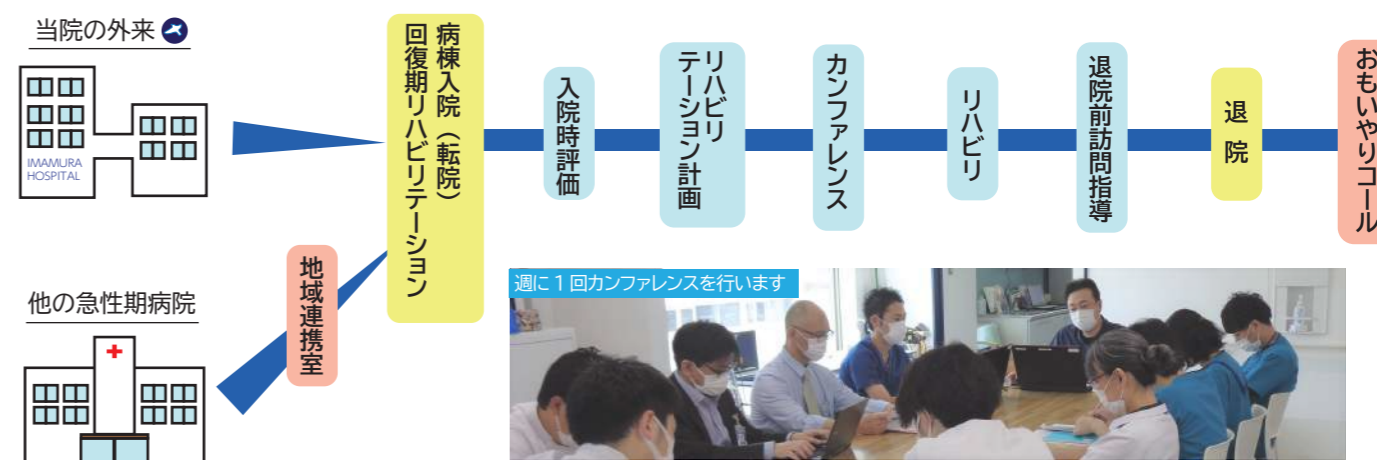 当院の外来
IMAMURA
HOSPITAL
他の急性期病院
地域連携室
回復期リハビリテーション
病棟入院（転院）
入院時評価
リハビリ
テーション計画
カンファレンス
リハビリ
退院前訪問指導
退院
おもいやりコール
週に1回カンファレンスを行います